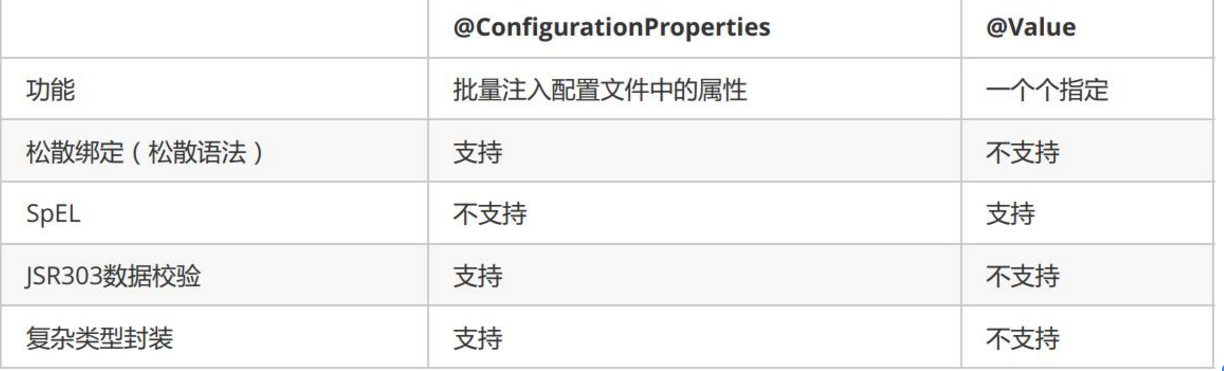 @ConfigurationProperties @Value
功能 批量注入配置文件中的属性 一个个指定
松散绑定（松散语法） 支持 不支持
SpEL 不支持 支持
JSR303数据校验 支持 不支持
复杂类型封装 支持 不支持